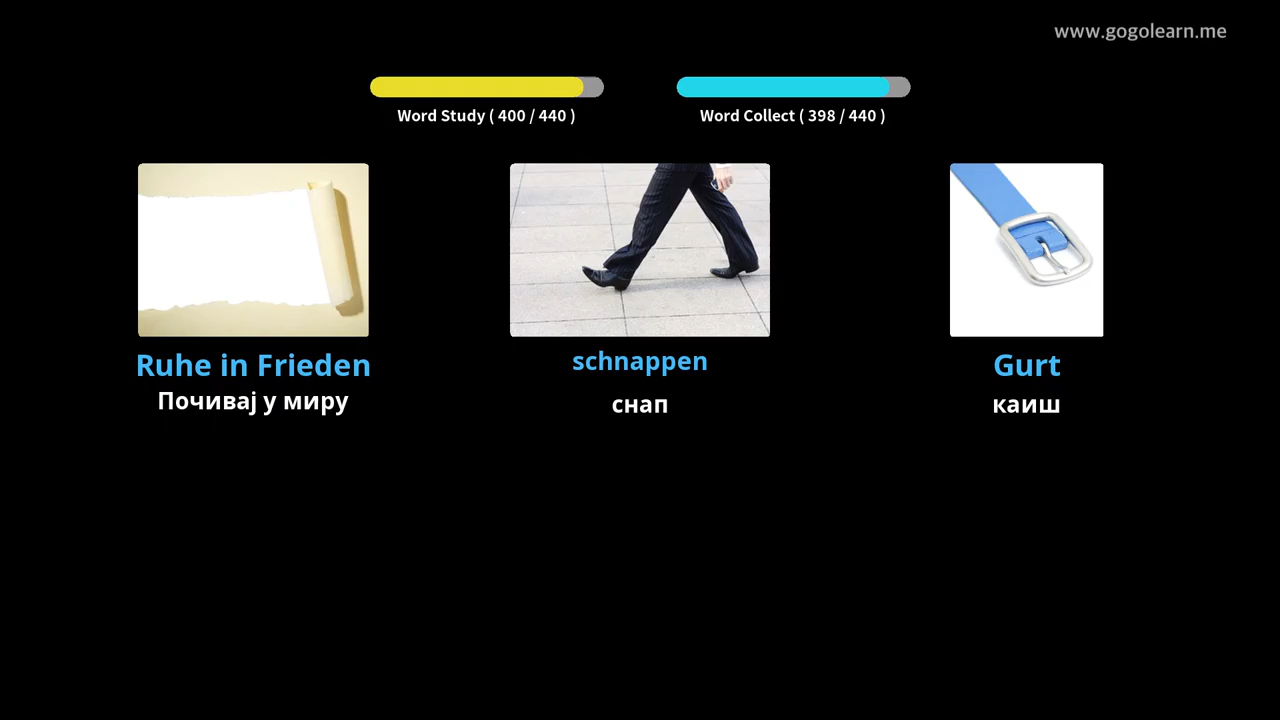 www.gogolearn.me
Word Study ( 400 / 440 )
Word Collect ( 398 / 440 )
Ruhe in Frieden
Почивај у миру
schnappen
снап
Gurt
каиш